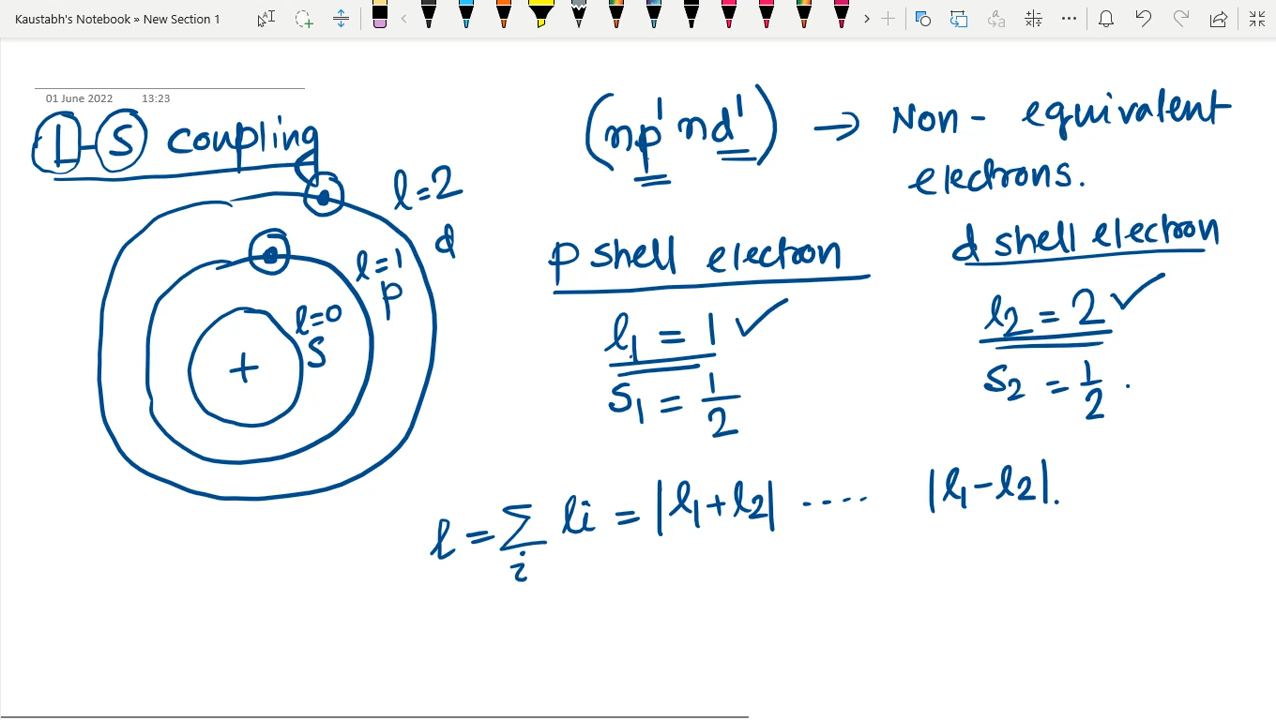 Kaustabh's Notebook » New Section 1
01 June 2022 13:23
L-S coupling
(np¹ nd¹) → Non - equivalent
electrons.
l=2
d
l=1
p
l=0
s
+
p shell electron
l₁ = 1 ✓
s₁ = 1/2
d shell electron
l₂ = 2 ✓
s₂ = 1/2 .
l = ∑ᵢ li = |l₁+l₂| ---- |l₁-l₂|.